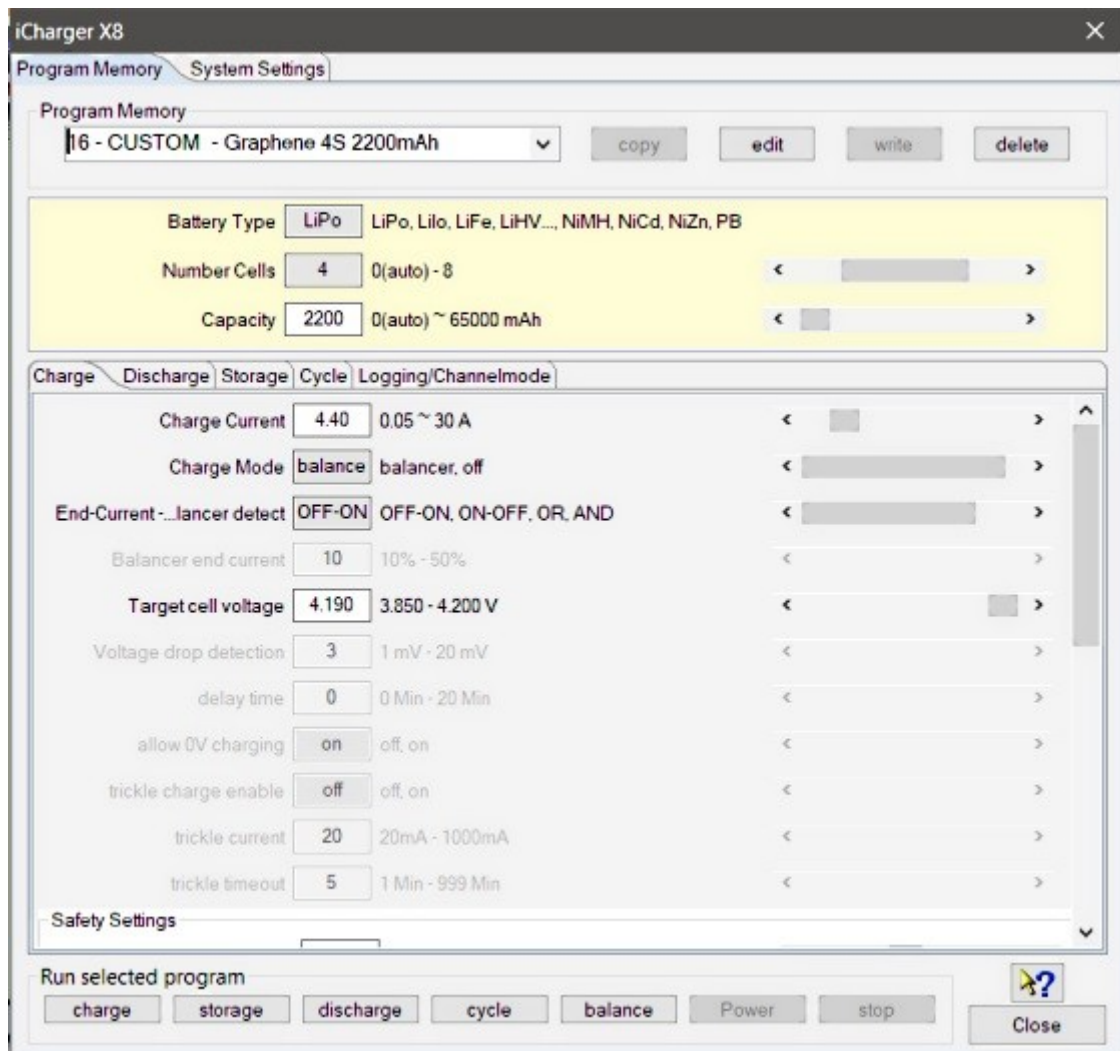 iCharger X8
Program Memory System Settings
Program Memory
16 - CUSTOM - Graphene 4S 2200mAh copy edit write delete
Battery Type LiPo LiPo, LiIo, LiFe, LiHV..., NiMH, NiCd, NiZn, PB
Number Cells 4 0(auto) - 8
Capacity 2200 0(auto) ~ 65000 mAh
Charge Discharge Storage Cycle Logging/Channelmode
Charge Current 4.40 0.05 ~ 30 A
Charge Mode balance balancer, off
End-Current -...lancer detect OFF-ON OFF-ON, ON-OFF, OR, AND
Balancer end current 10 10% - 50%
Target cell voltage 4.190 3.850 - 4.200 V
Voltage drop detection 3 1 mV - 20 mV
delay time 0 0 Min - 20 Min
allow 0V charging on off, on
trickle charge enable off off, on
trickle current 20 20mA - 1000mA
trickle timeout 5 1 Min - 999 Min
Safety Settings
Run selected program
charge storage discharge cycle balance Power stop
Close